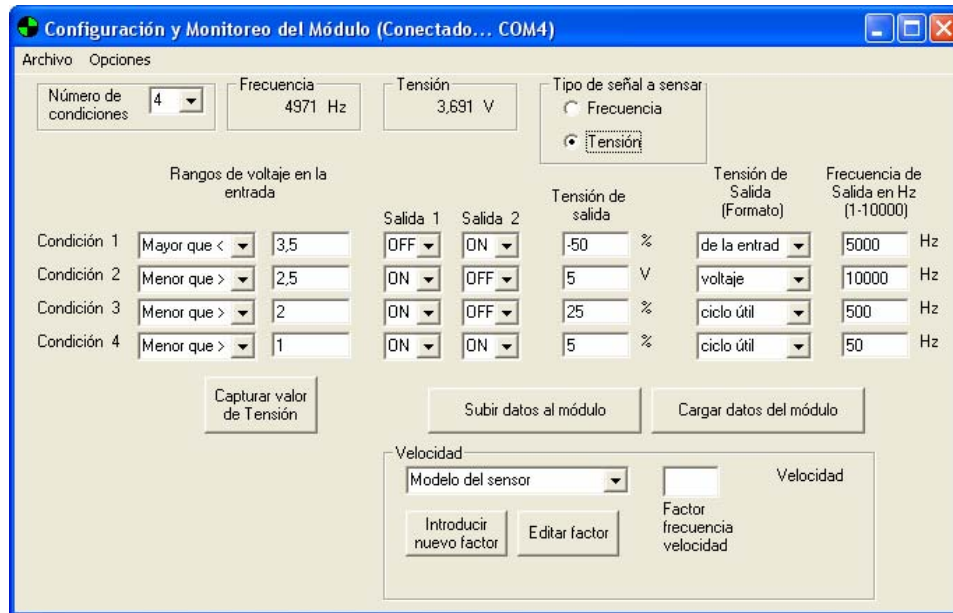 Configuración y Monitoreo del Módulo (Conectado... COM4)
Archivo Opciones
Número de condiciones 4
Frecuencia
4971 Hz
Tensión
3,691 V
Tipo de señal a sensar
Frecuencia
Tensión
Rangos de voltaje en la entrada
Salida 1 Salida 2
Tensión de salida
Tensión de Salida (Formato)
Frecuencia de Salida en Hz (1-10000)
Condición 1 Mayor que < 3,5 OFF ON -50 % de la entrad 5000 Hz
Condición 2 Menor que > 2,5 ON OFF 5 V voltaje 10000 Hz
Condición 3 Menor que > 2 ON OFF 25 % ciclo útil 500 Hz
Condición 4 Menor que > 1 ON ON 5 % ciclo útil 50 Hz
Capturar valor de Tensión
Subir datos al módulo
Cargar datos del módulo
Velocidad
Modelo del sensor
Velocidad
Factor frecuencia velocidad
Introducir nuevo factor
Editar factor